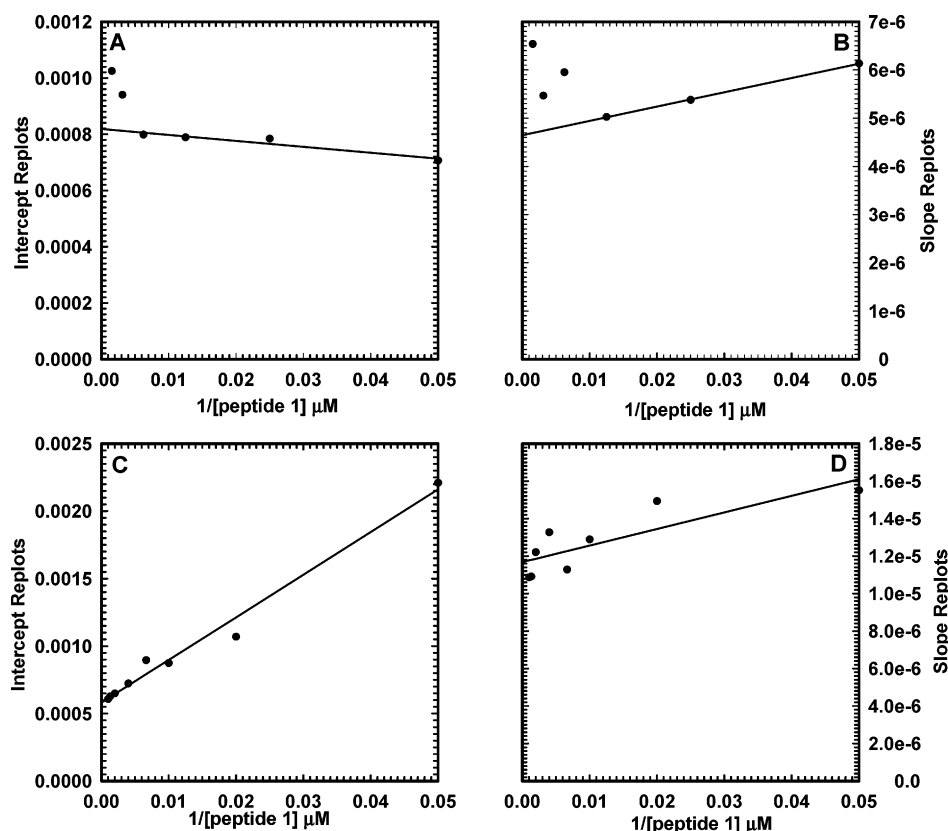 A
Intercept Replots
0.0012
0.0010
0.0008
0.0006
0.0004
0.0002
0.0000
0.00 0.01 0.02 0.03 0.04 0.05
1/[peptide 1] μM
B
Slope Replots
7e-6
6e-6
5e-6
4e-6
3e-6
2e-6
1e-6
0
0.00 0.01 0.02 0.03 0.04 0.05
1/[peptide 1] μM
C
Intercept Replots
0.0025
0.0020
0.0015
0.0010
0.0005
0.0000
0.00 0.01 0.02 0.03 0.04 0.05
1/[peptide 1] μM
D
Slope Replots
1.8e-5
1.6e-5
1.4e-5
1.2e-5
1.0e-5
8.0e-6
6.0e-6
4.0e-6
2.0e-6
0.0
0.00 0.01 0.02 0.03 0.04 0.05
1/[peptide 1] μM